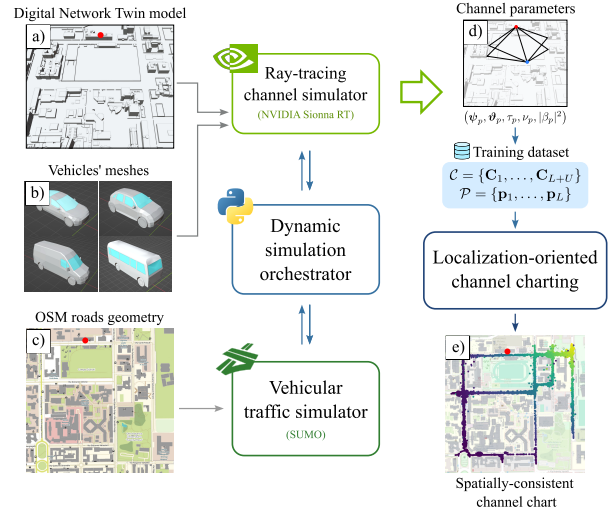 Digital Network Twin model
a)
Vehicles' meshes
b)
OSM roads geometry
c)
Ray-tracing
channel simulator
(NVIDIA Sionna RT)
Dynamic
simulation
orchestrator
Vehicular
traffic simulator
(SUMO)
Channel parameters
d)
(ψ_p, ϑ_p, τ_p, ν_p, |β_p|²)
Training dataset
𝒞 = {C₁, . . . , C_{L+U}}
𝒫 = {p₁, . . . , p_L}
Localization-oriented
channel charting
e)
Spatially-consistent
channel chart